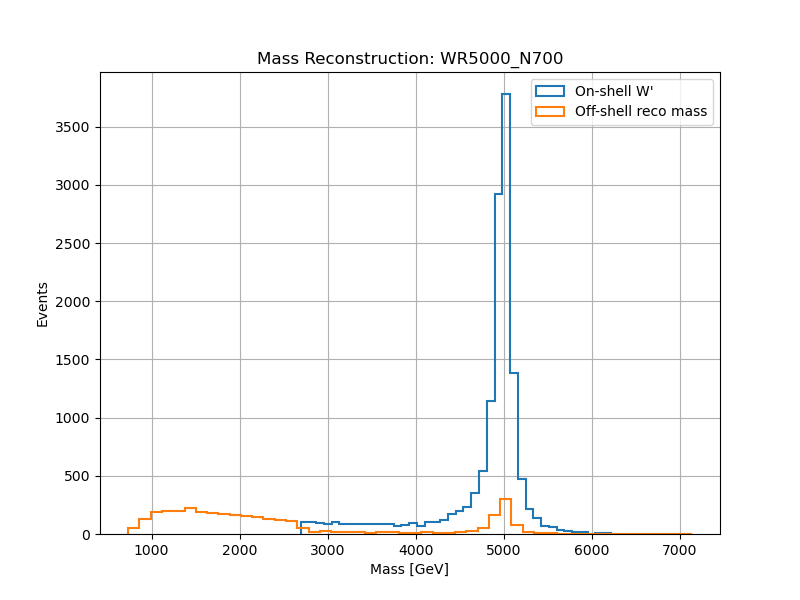 Mass Reconstruction: WR5000_N700
On-shell W'
Off-shell reco mass
Events
3500
3000
2500
2000
1500
1000
500
0
1000 2000 3000 4000 5000 6000 7000
Mass [GeV]